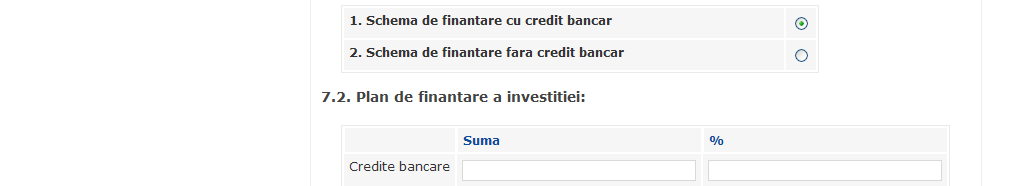 1. Schema de finantare cu credit bancar
2. Schema de finantare fara credit bancar
7.2. Plan de finantare a investitiei:
Suma %
Credite bancare